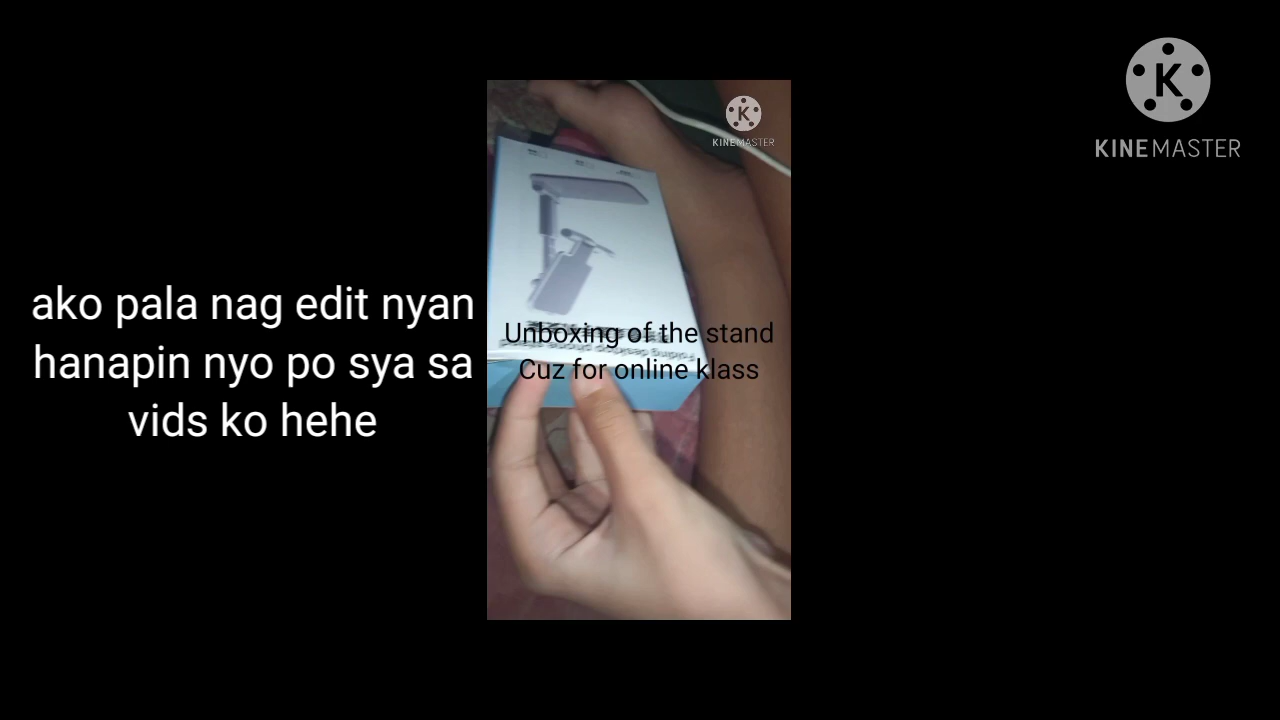 KINEMASTER
KINEMASTER
ako pala nag edit nyan
hanapin nyo po sya sa
vids ko hehe
Unboxing of the stand
Cuz for online klass